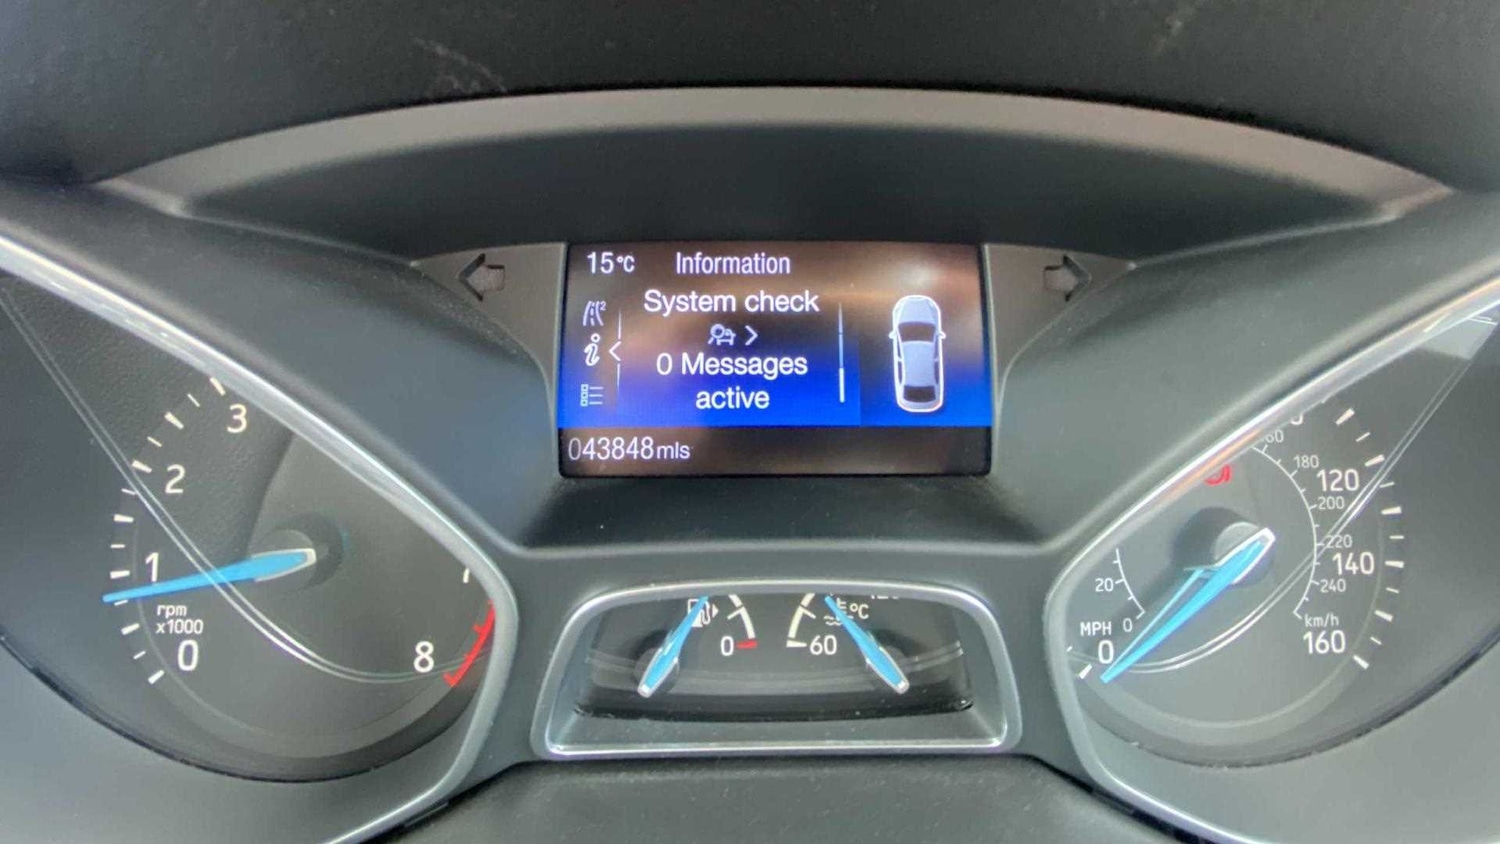 15°C Information
System check
0 Messages
active
043848mls
3
2
1
rpm
x1000
0
8
0
60
°C
180
120
200
220
140
240
20
MPH 0
0
km/h
160